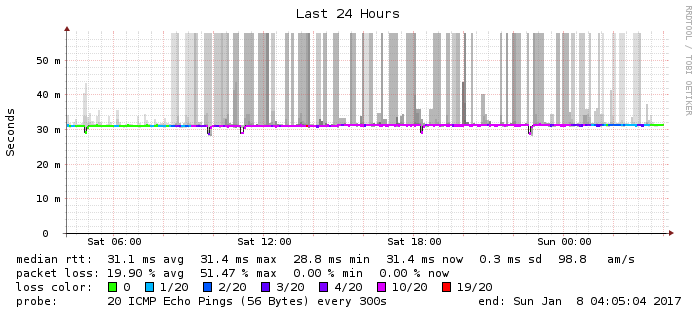 Last 24 Hours
RRDTOOL / TOBI OETIKER
Seconds
50 m
40 m
30 m
20 m
10 m
0
Sat 06:00 Sat 12:00 Sat 18:00 Sun 00:00
median rtt: 31.1 ms avg 31.4 ms max 28.8 ms min 31.4 ms now 0.3 ms sd 98.8 am/s
packet loss: 19.90 % avg 51.47 % max 0.00 % min 0.00 % now
loss color: 0 1/20 2/20 3/20 4/20 10/20 19/20
probe: 20 ICMP Echo Pings (56 Bytes) every 300s end: Sun Jan 8 04:05:04 2017